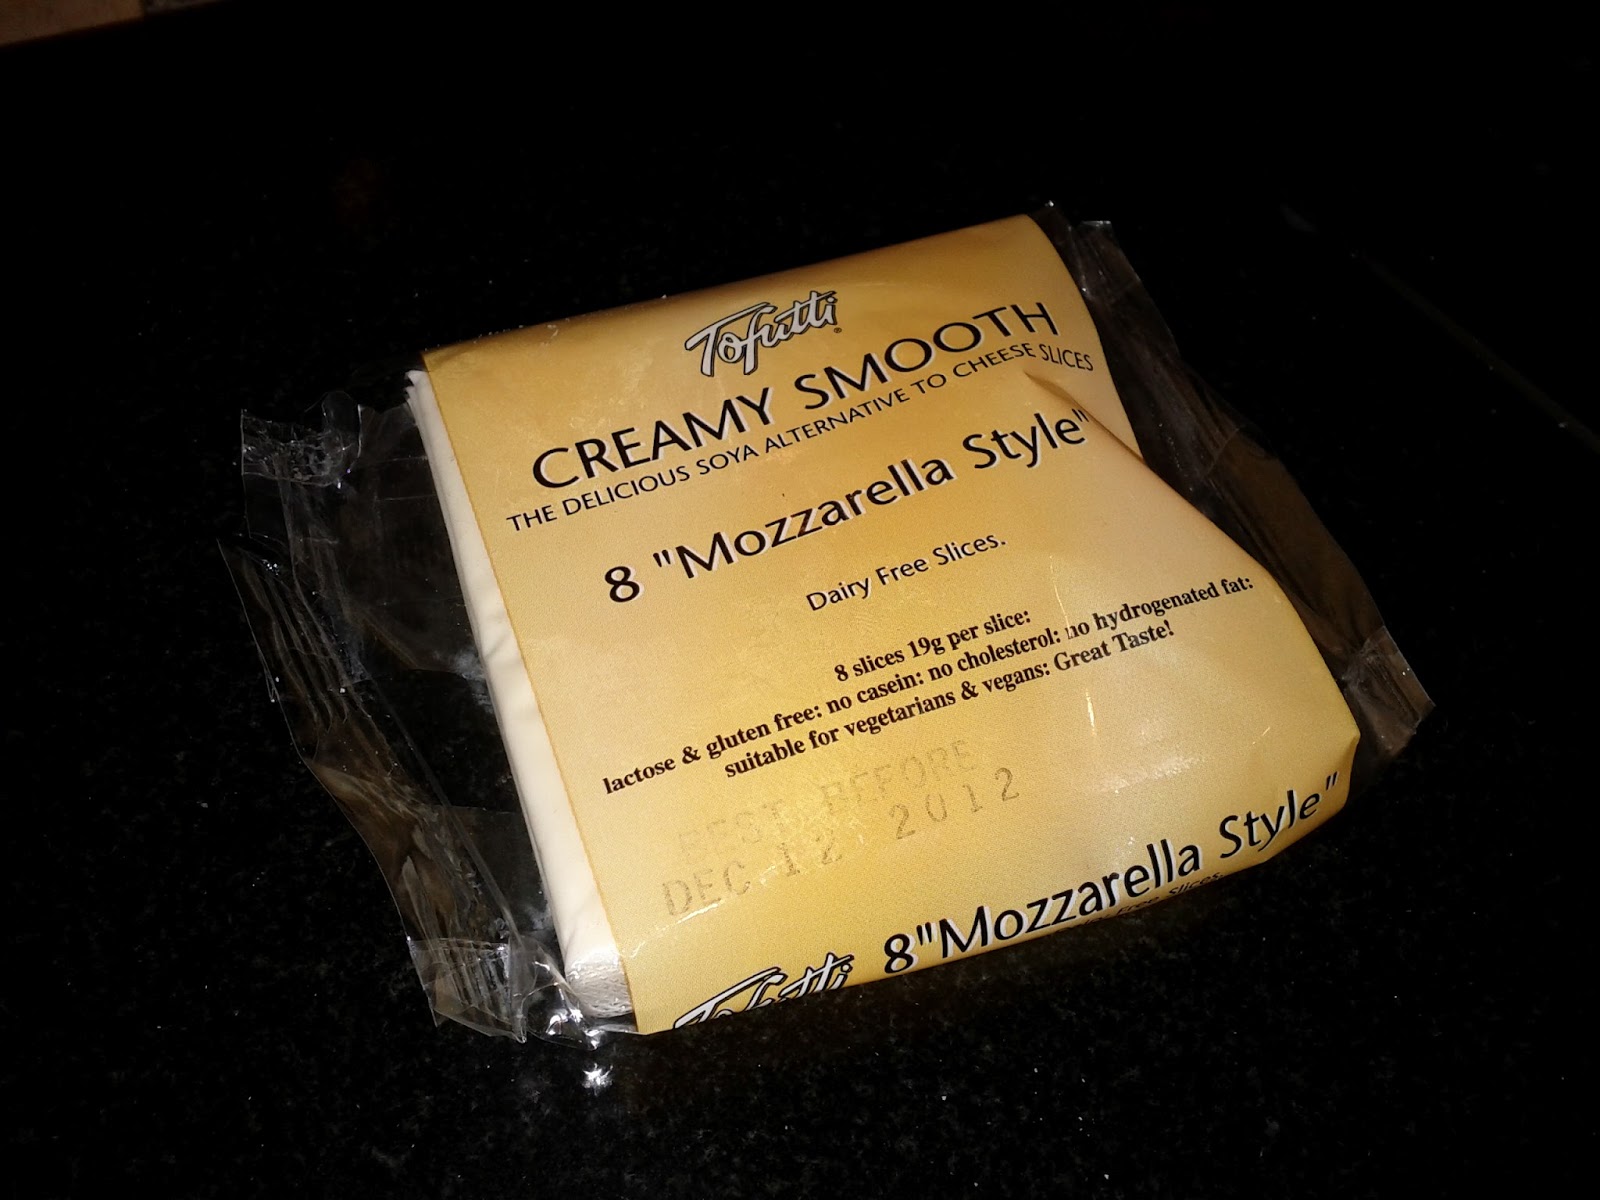 Tofutti
CREAMY SMOOTH
THE DELICIOUS SOYA ALTERNATIVE TO CHEESE SLICES
8 "Mozzarella Style"
Dairy Free Slices.
8 slices 19g per slice:
lactose & gluten free: no casein: no cholesterol: no hydrogenated fat:
suitable for vegetarians & vegans: Great Taste!
BEST BEFORE
DEC 12 2012
Tofutti 8"Mozzarella Style"
Free Slices.